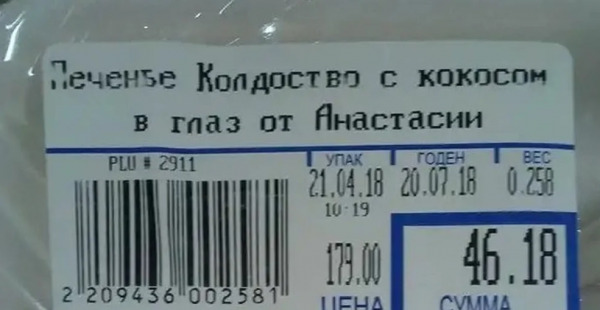 Печенье Колдоство с кокосом
в глаз от Анастасии
PLU # 2911
УПАК ГОДЕН ВЕС
21.04.18 20.07.18 0.258
10-19
179.00 46.18
2 209436 002581
ЦЕНА СУММА